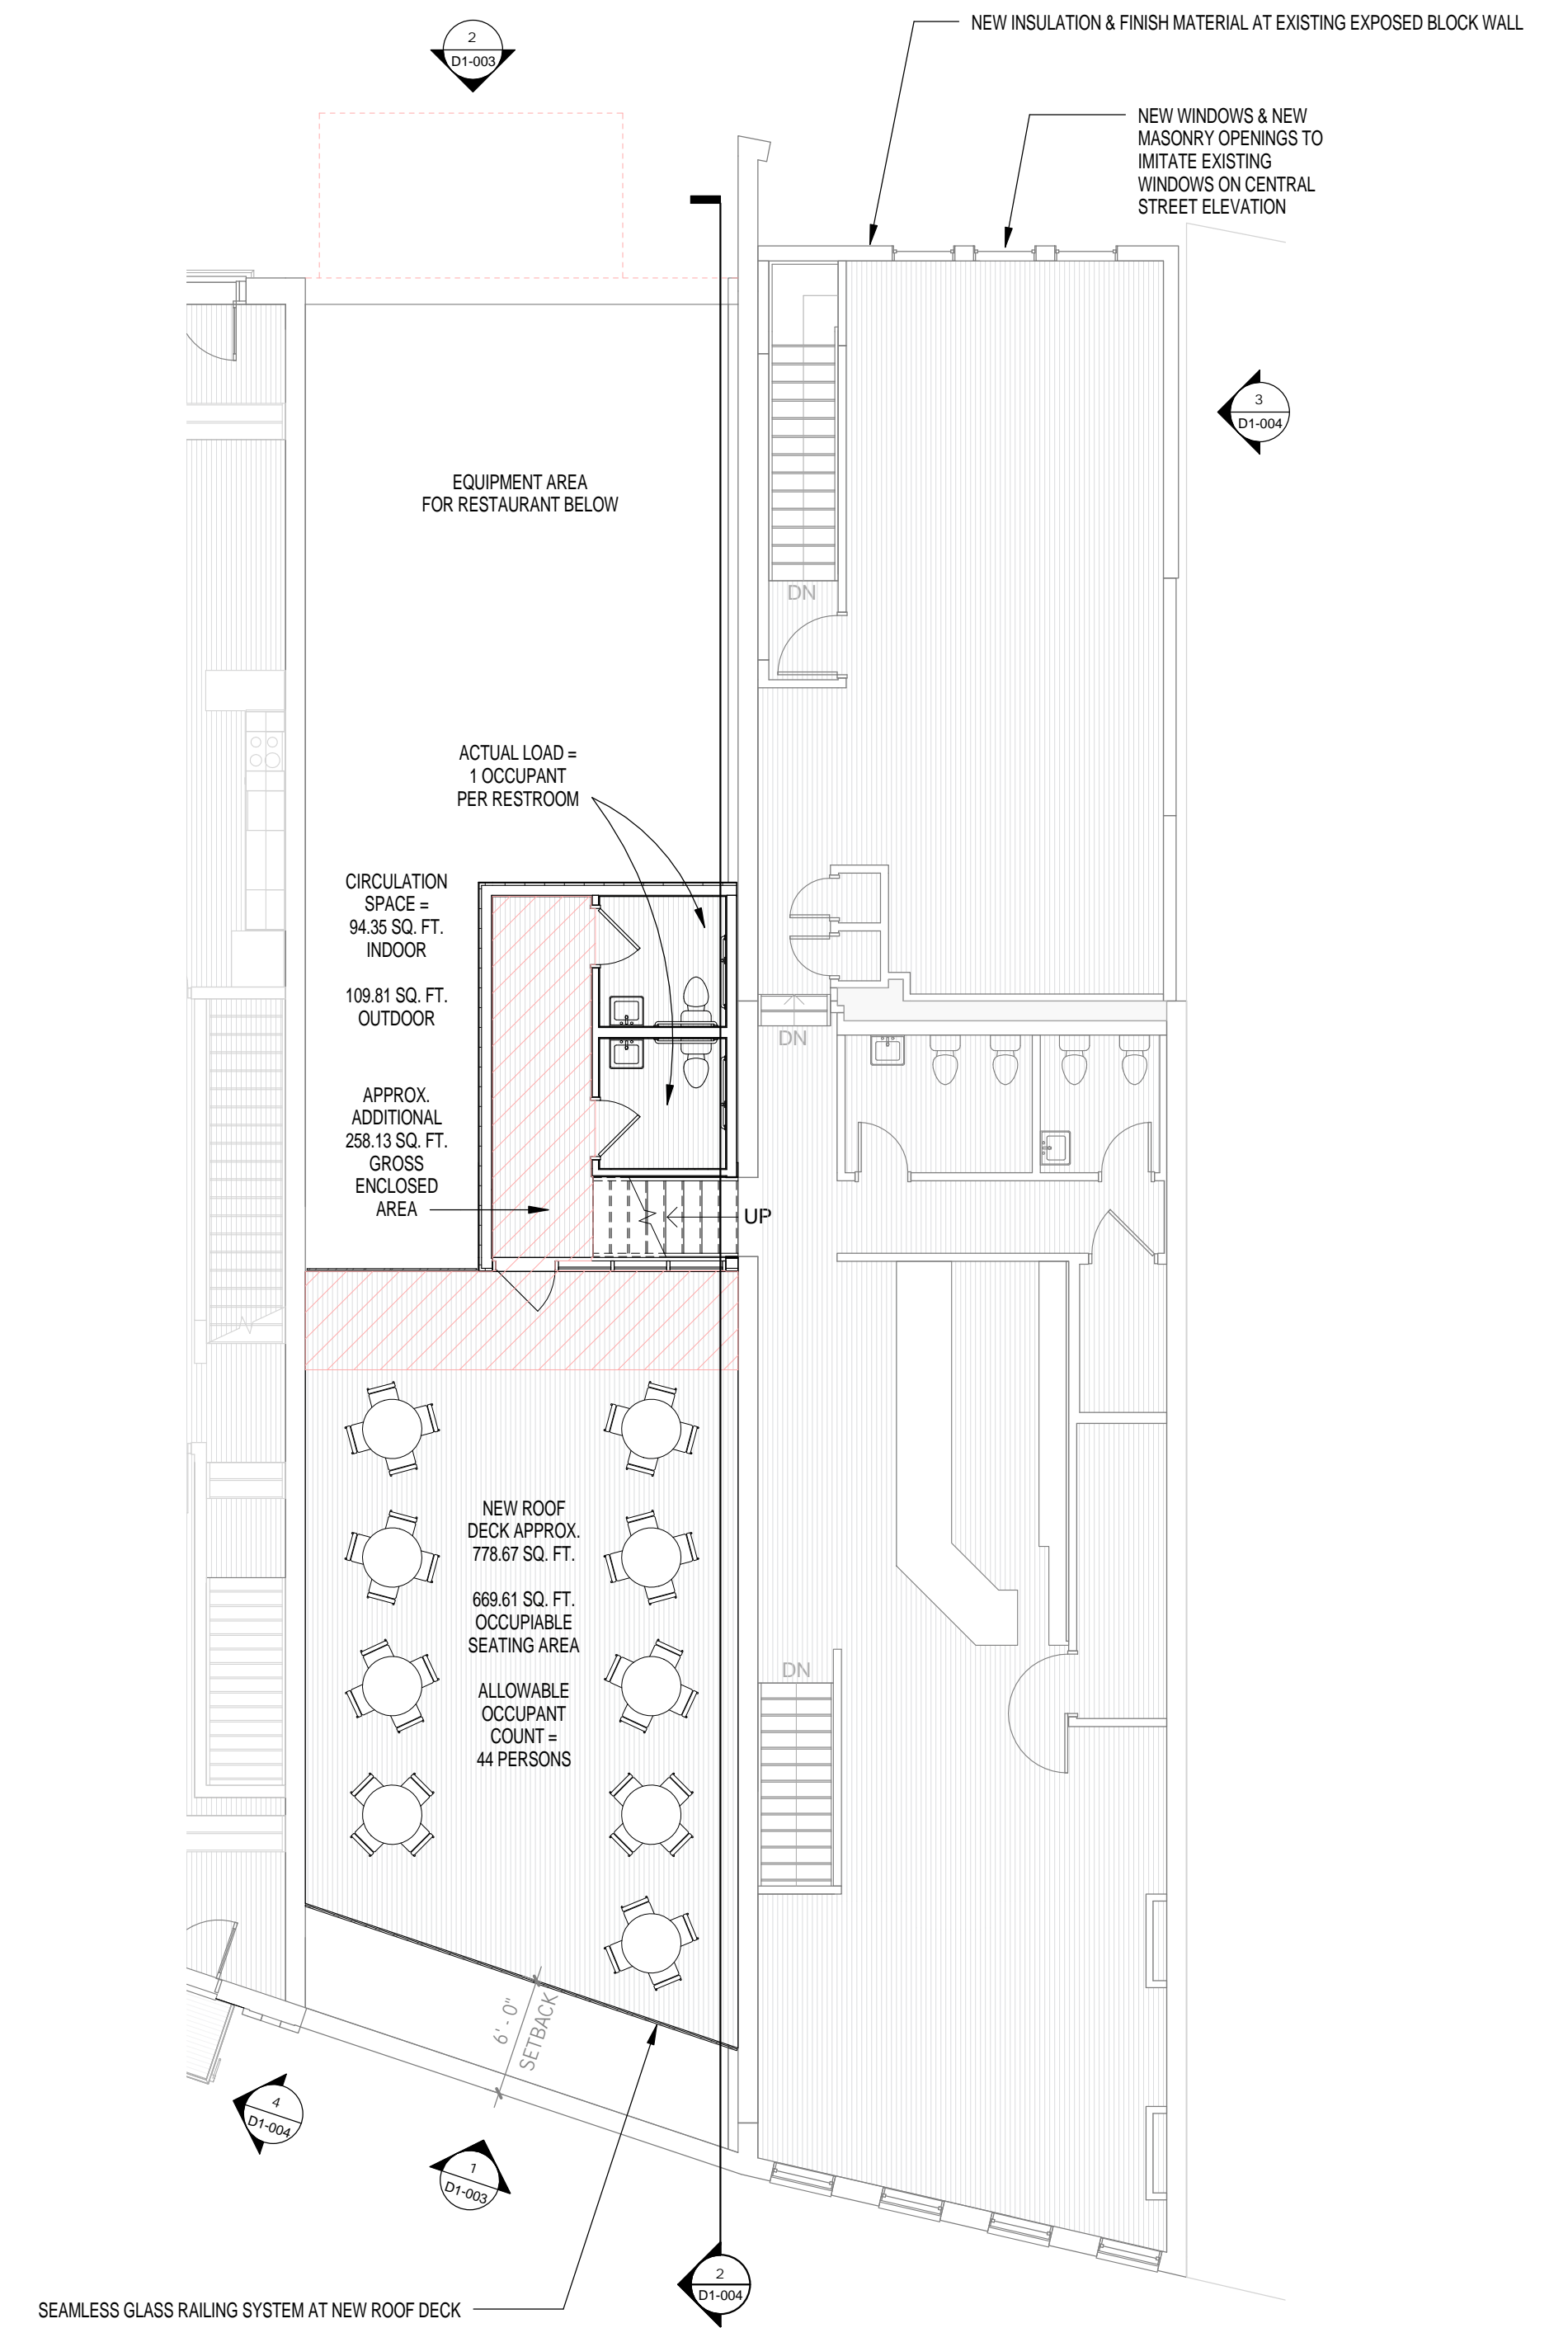 2
D1-003
NEW INSULATION & FINISH MATERIAL AT EXISTING EXPOSED BLOCK WALL
NEW WINDOWS & NEW
MASONRY OPENINGS TO
IMITATE EXISTING
WINDOWS ON CENTRAL
STREET ELEVATION
3
D1-004
EQUIPMENT AREA
FOR RESTAURANT BELOW
DN
ACTUAL LOAD =
1 OCCUPANT
PER RESTROOM
CIRCULATION
SPACE =
94.35 SQ. FT.
INDOOR
109.81 SQ. FT.
OUTDOOR
DN
APPROX.
ADDITIONAL
258.13 SQ. FT.
GROSS
ENCLOSED
AREA
UP
NEW ROOF
DECK APPROX.
778.67 SQ. FT.
669.61 SQ. FT.
OCCUPIABLE
SEATING AREA
ALLOWABLE
OCCUPANT
COUNT =
44 PERSONS
DN
6' - 0"
SETBACK
4
D1-004
1
D1-003
2
D1-004
SEAMLESS GLASS RAILING SYSTEM AT NEW ROOF DECK